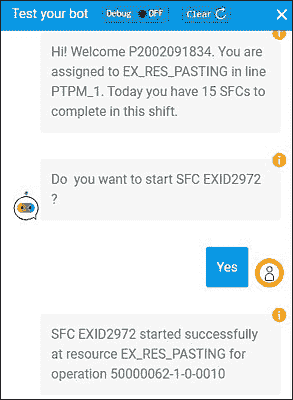 Test your bot Debug OFF Clear
Hi! Welcome P2002091834. You are
assigned to EX_RES_PASTING in line
PTPM_1. Today you have 15 SFCs to
complete in this shift.
Do you want to start SFC EXID2972
?
Yes
SFC EXID2972 started successfully
at resource EX_RES_PASTING for
operation 50000062-1-0-0010